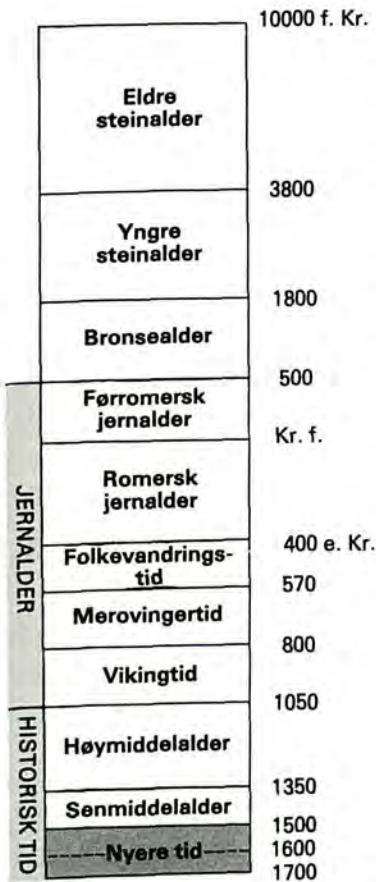 10000 f. Kr.
Eldre
steinalder
3800
Yngre
steinalder
1800
Bronsealder
500
Førromersk
jernalder
Kr. f.
Romersk
jernalder
400 e. Kr.
Folkevandrings-
tid
570
Merovingertid
800
Vikingtid
1050
JERNALDER
Høymiddelalder
1350
Senmiddelalder
1500
Nyere tid
1600
1700
HISTORISK TID